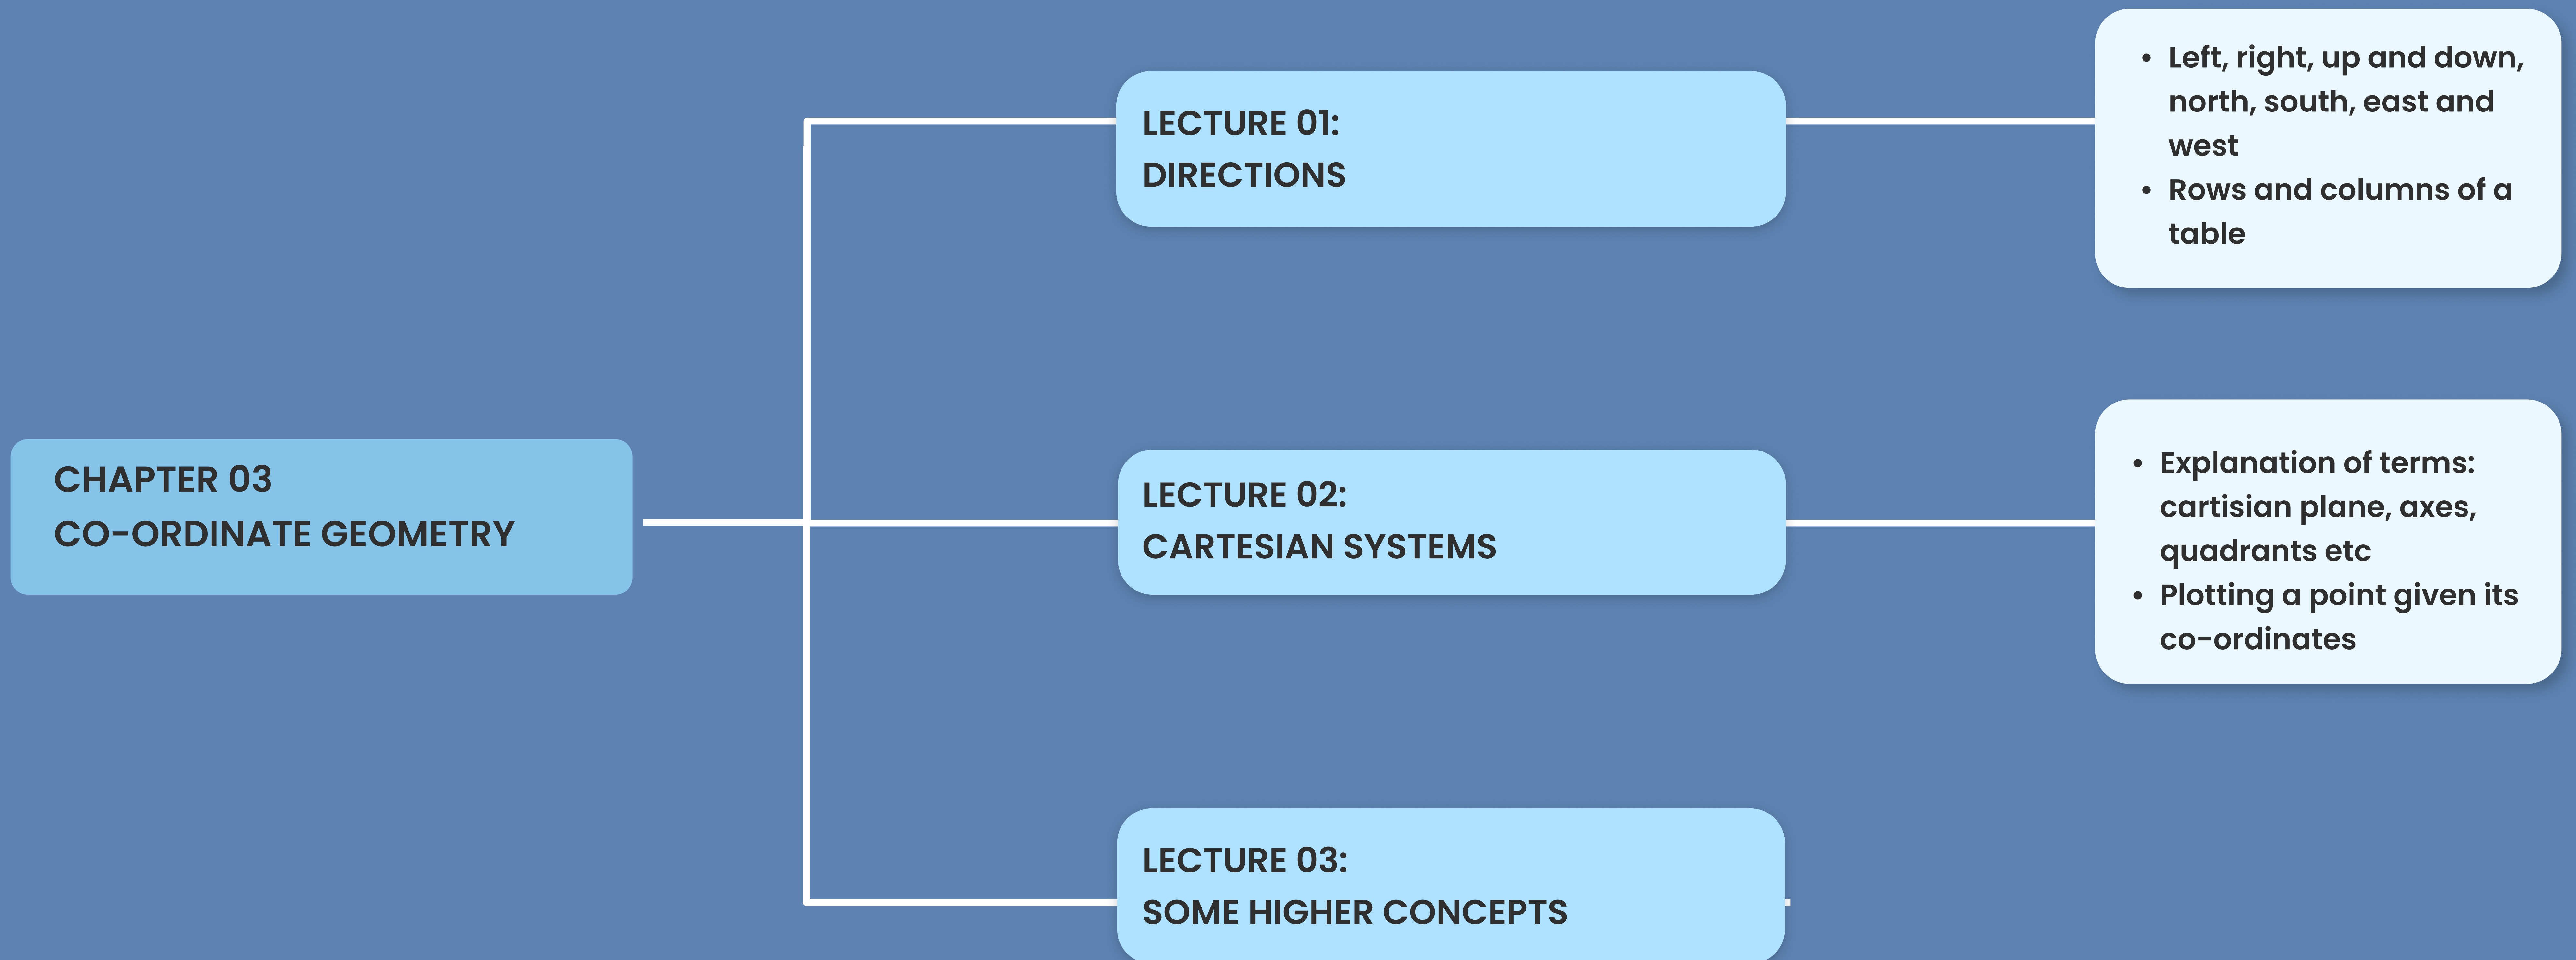 CHAPTER 03
CO-ORDINATE GEOMETRY
LECTURE 01:
DIRECTIONS
• Left, right, up and down,
north, south, east and
west
• Rows and columns of a
table
LECTURE 02:
CARTESIAN SYSTEMS
• Explanation of terms:
cartisian plane, axes,
quadrants etc
• Plotting a point given its
co-ordinates
LECTURE 03:
SOME HIGHER CONCEPTS